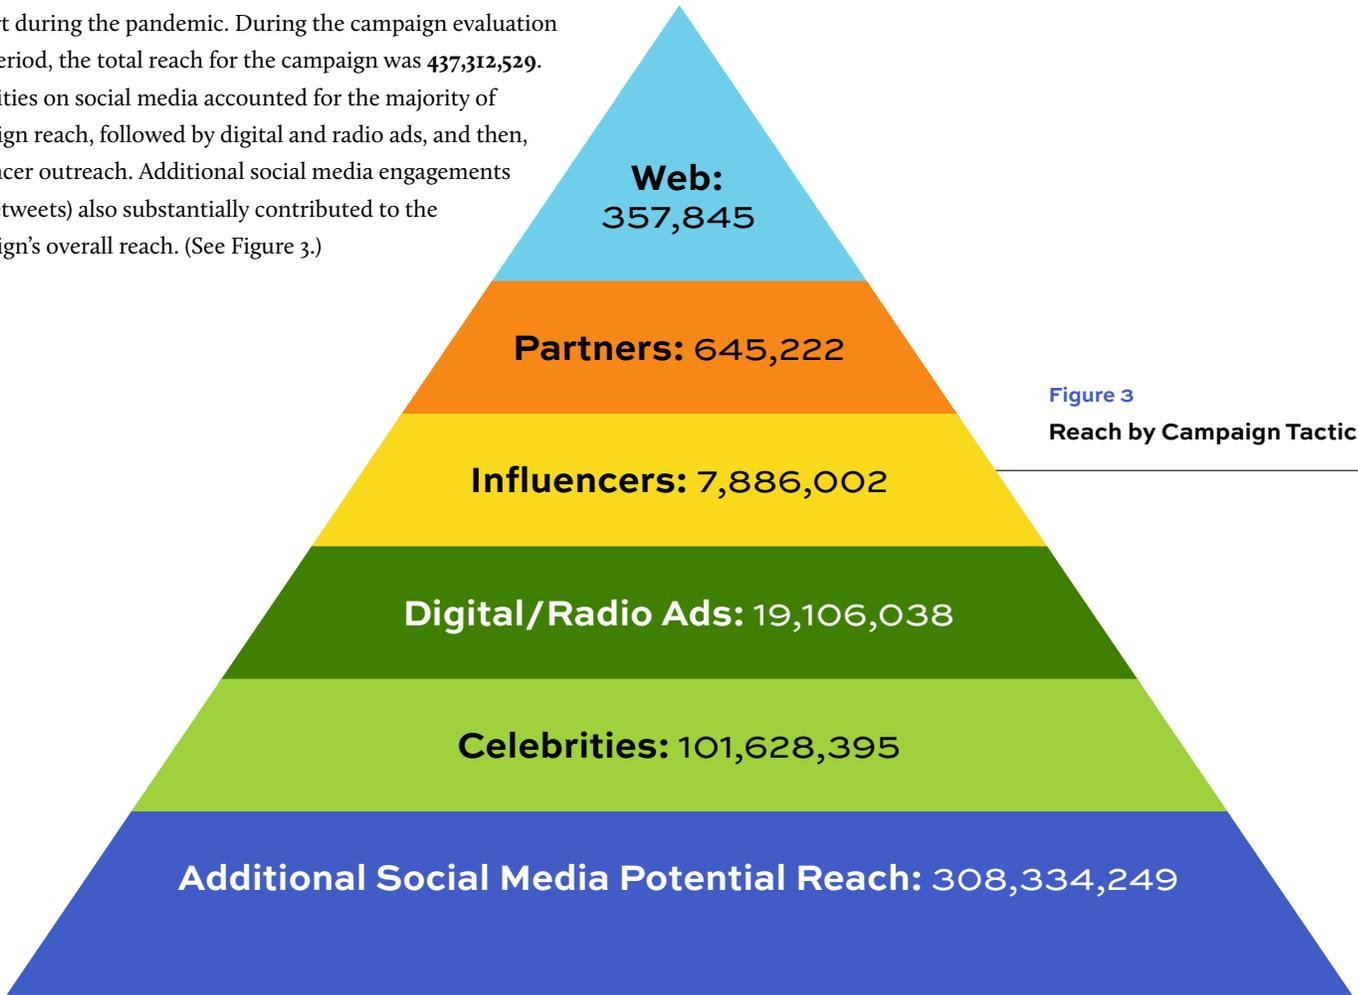 rt during the pandemic. During the campaign evaluation
eriod, the total reach for the campaign was 437,312,529.
ities on social media accounted for the majority of
ign reach, followed by digital and radio ads, and then,
ncer outreach. Additional social media engagements
etweets) also substantially contributed to the
ign’s overall reach. (See Figure 3.)
Web:
357,845
Partners: 645,222
Figure 3
Reach by Campaign Tactic
Influencers: 7,886,002
Digital/Radio Ads: 19,106,038
Celebrities: 101,628,395
Additional Social Media Potential Reach: 308,334,249